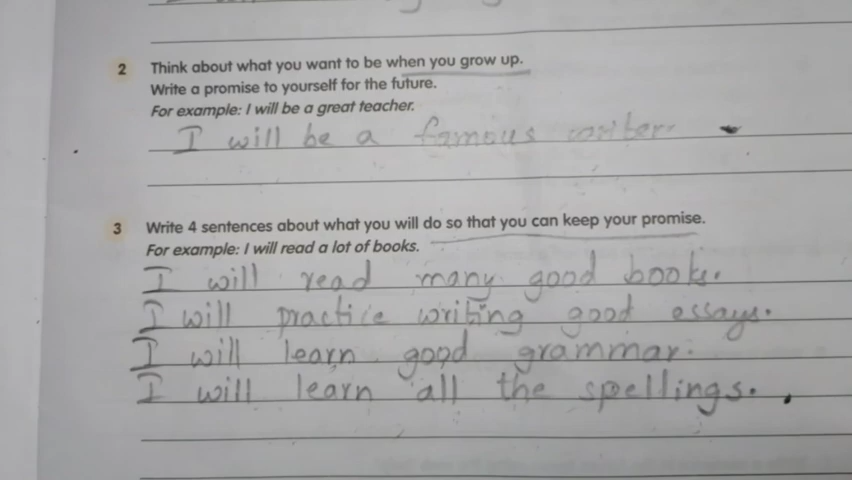 2 Think about what you want to be when you grow up.
Write a promise to yourself for the future.
For example: I will be a great teacher.
I will be a famous writer.
3 Write 4 sentences about what you will do so that you can keep your promise.
For example: I will read a lot of books.
I will read many good books.
I will practice writing good essays.
I will learn good grammar.
I will learn all the spellings.